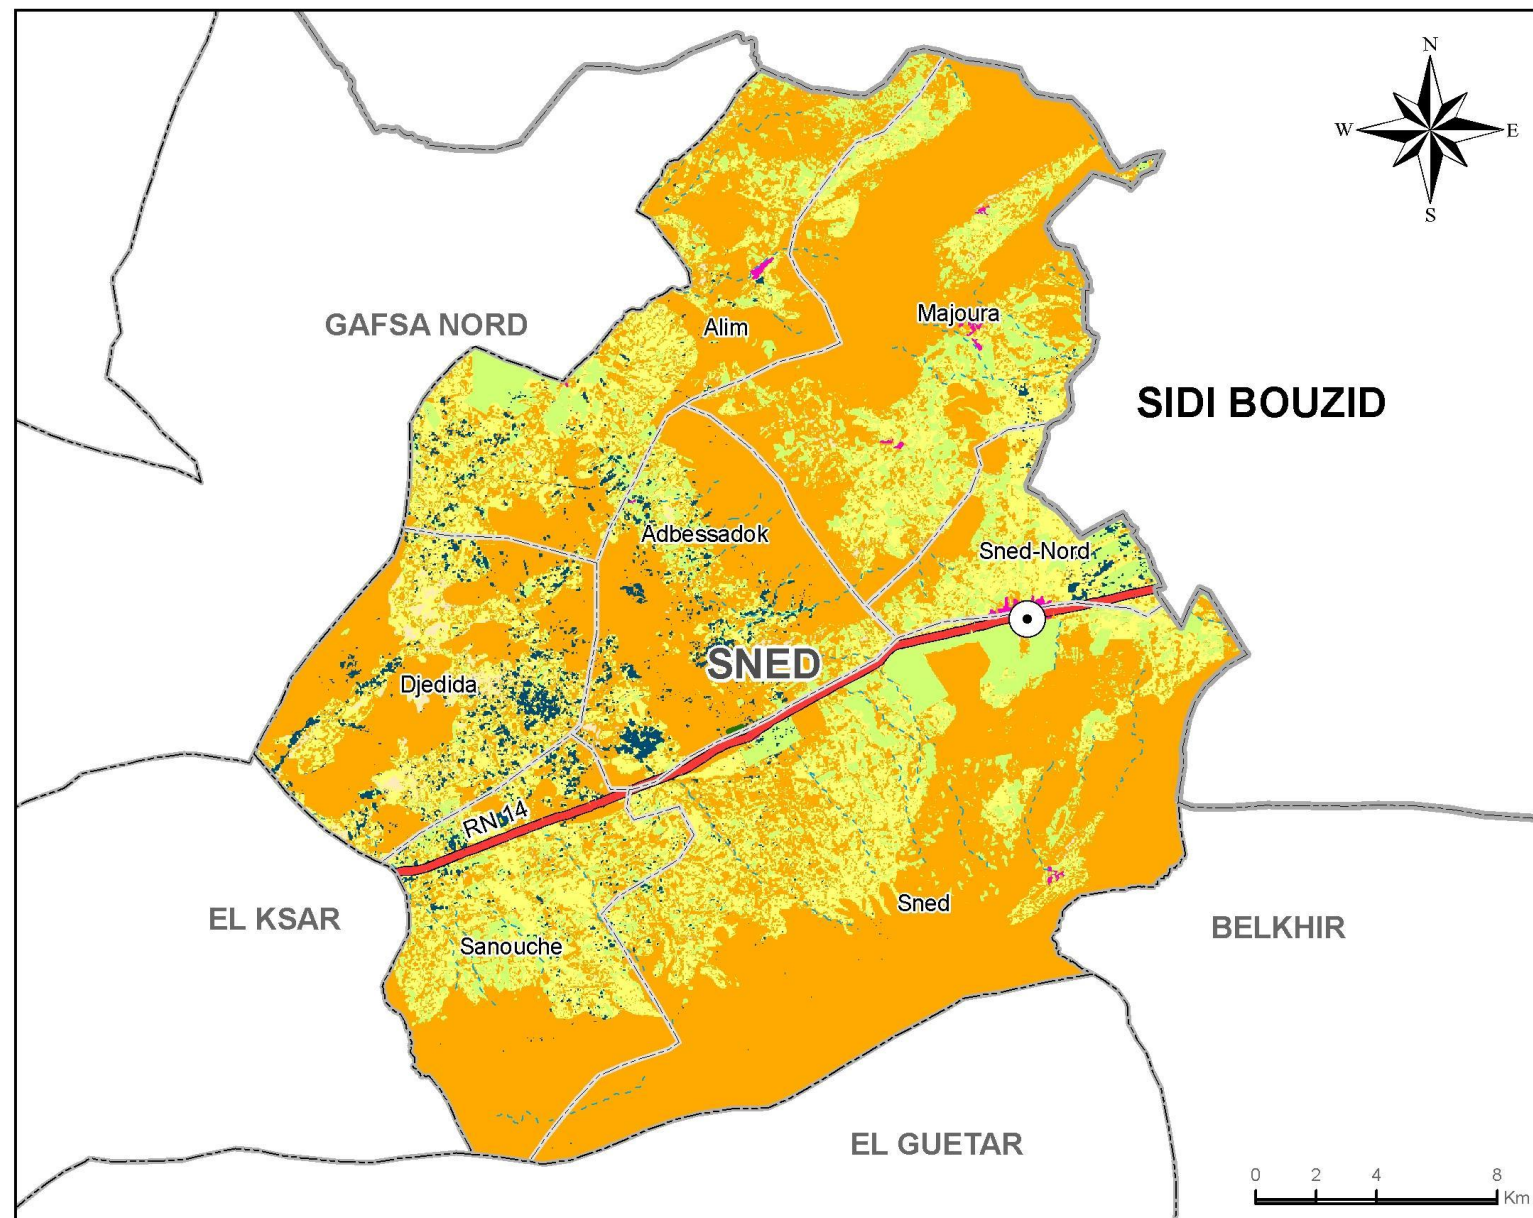 N
W E
S
GAFSA NORD
Alim
Majoura
SIDI BOUZID
Adbessadok
Sned-Nord
SNED
Djedida
RN 14
EL KSAR
Sanouche
Sned
BELKHIR
EL GUETAR
0 2 4 8
Km